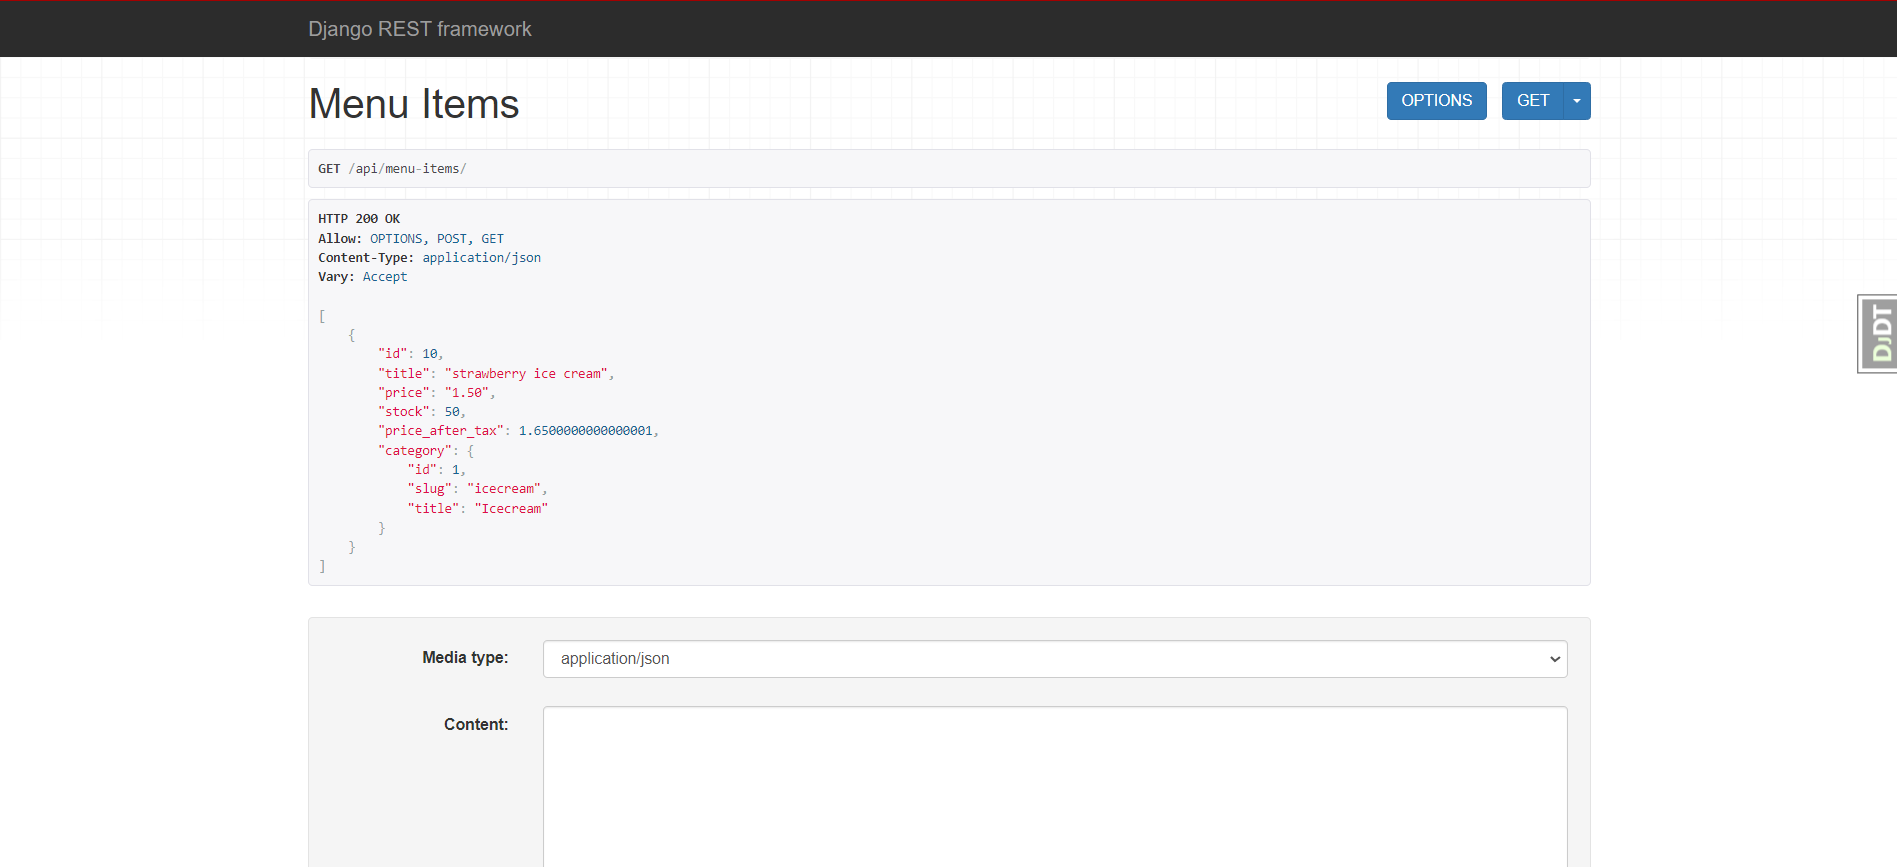 Django REST framework
Menu Items
OPTIONS
GET
GET /api/menu-items/
HTTP 200 OK
Allow: OPTIONS, POST, GET
Content-Type: application/json
Vary: Accept
[
    {
        "id": 10,
        "title": "strawberry ice cream",
        "price": "1.50",
        "stock": 50,
        "price_after_tax": 1.6500000000000001,
        "category": {
            "id": 1,
            "slug": "icecream",
            "title": "Icecream"
        }
    }
]
DjDT
Media type:
application/json
Content: